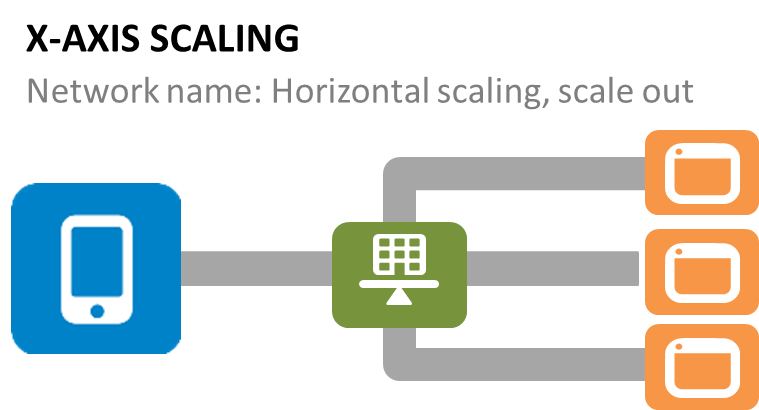 X-AXIS SCALING
Network name: Horizontal scaling, scale out